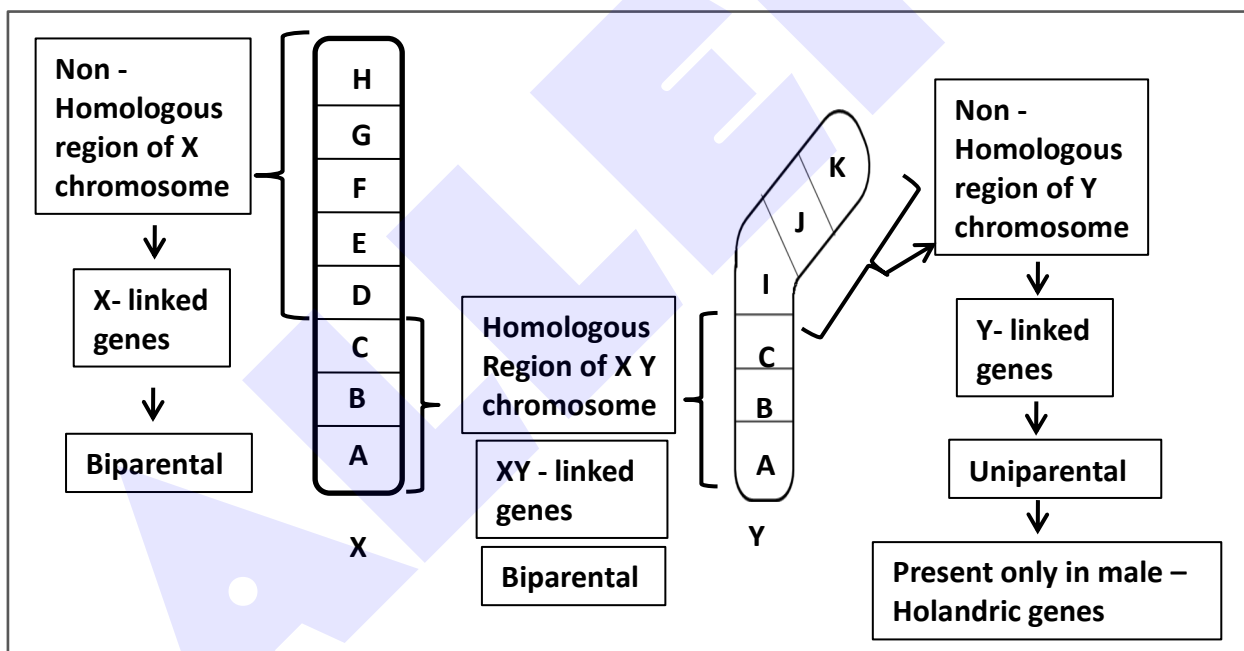 Non -
Homologous
region of X
chromosome
X- linked
genes
Biparental
H
G
F
E
D
C
B
A
X
Homologous
Region of X Y
chromosome
XY - linked
genes
Biparental
K
J
I
C
B
A
Y
Non -
Homologous
region of Y
chromosome
Y- linked
genes
Uniparental
Present only in male –
Holandric genes
ALLEN